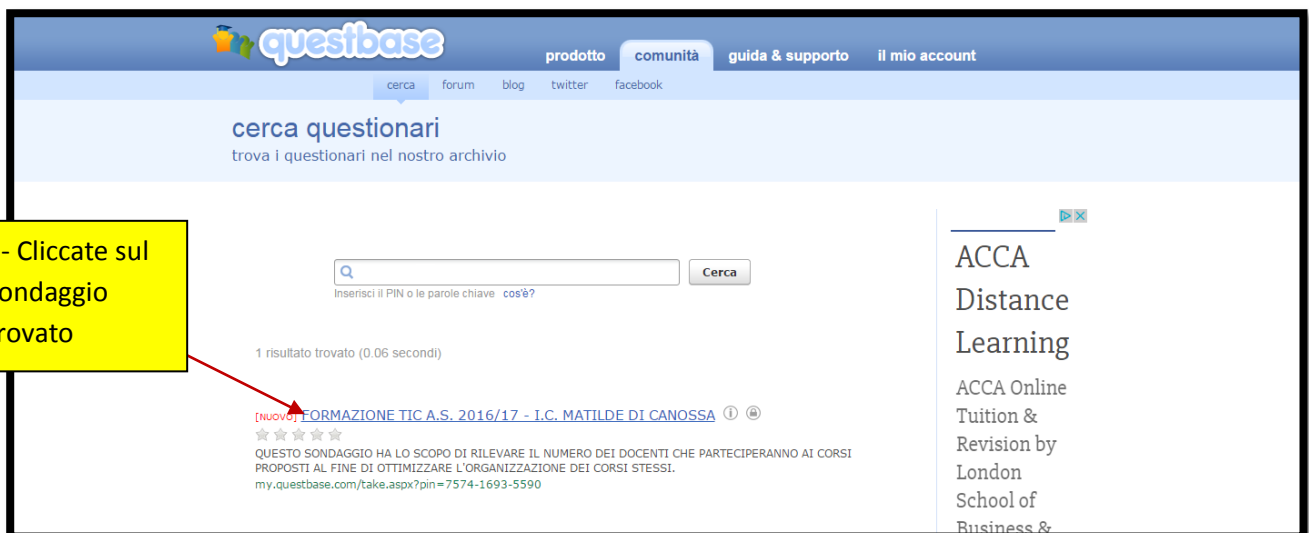 questbase
prodotto comunità guida & supporto il mio account
cerca forum blog twitter facebook
cerca questionari
trova i questionari nel nostro archivio
- Cliccate sul
ondaggio
rovato
Cerca
Inserisci il PIN o le parole chiave cos'è?
1 risultato trovato (0.06 secondi)
[NUOVO] FORMAZIONE TIC A.S. 2016/17 - I.C. MATILDE DI CANOSSA
QUESTO SONDAGGIO HA LO SCOPO DI RILEVARE IL NUMERO DEI DOCENTI CHE PARTECIPERANNO AI CORSI
PROPOSTI AL FINE DI OTTIMIZZARE L'ORGANIZZAZIONE DEI CORSI STESSI.
my.questbase.com/take.aspx?pin=7574-1693-5590
ACCA
Distance
Learning
ACCA Online
Tuition &
Revision by
London
School of
Business &